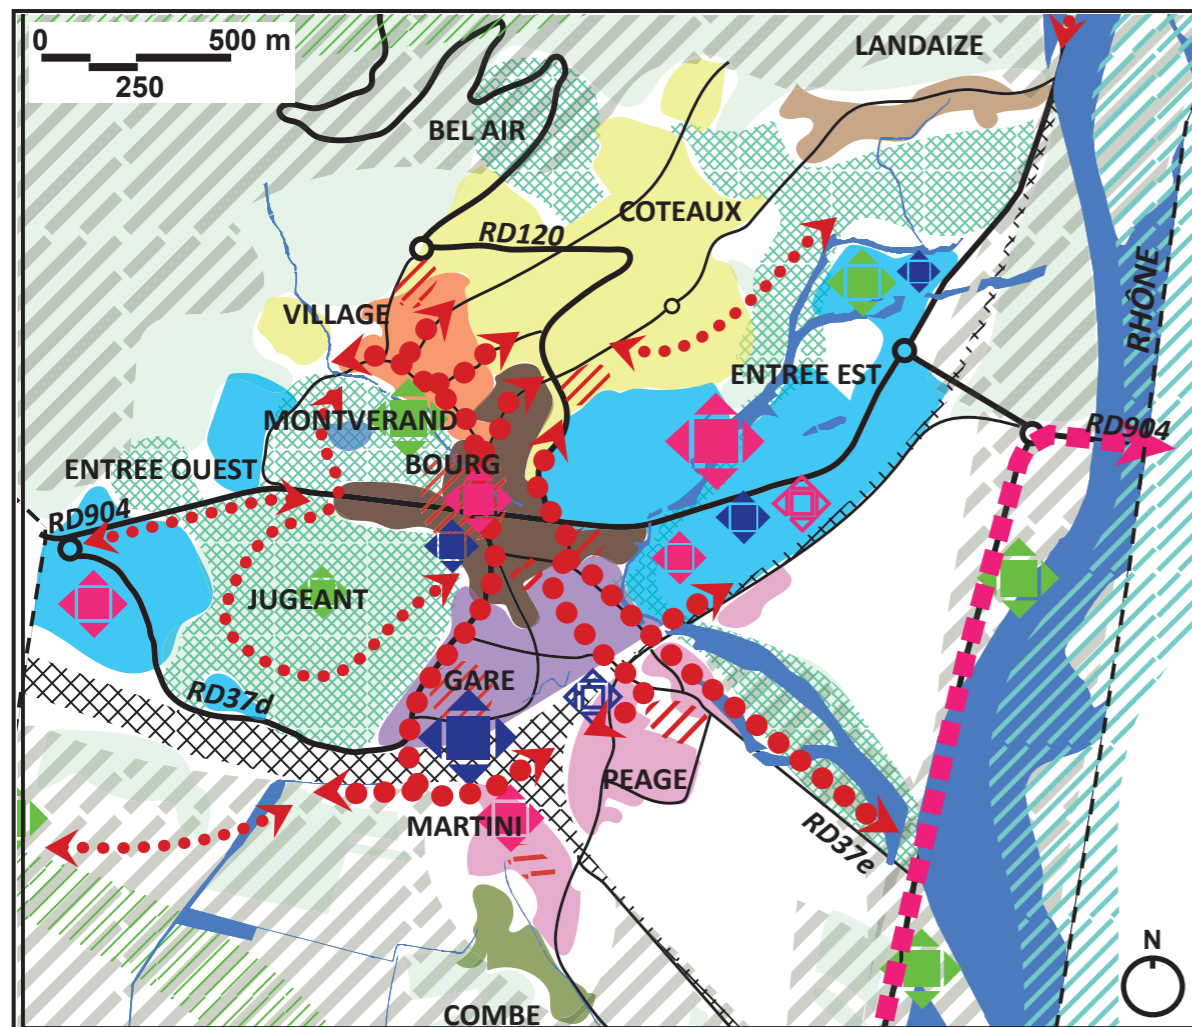 0 500 m
250
LANDAIZE
BEL AIR
COTEAUX
RD120
RHÔNE
VILLAGE
ENTREE EST
MONTVERAND
RD904
BOURG
ENTREE OUEST
RD904
JUGEANT
GARE
RD37d
PEAGE
MARTINI
RD37e
N
COMBE